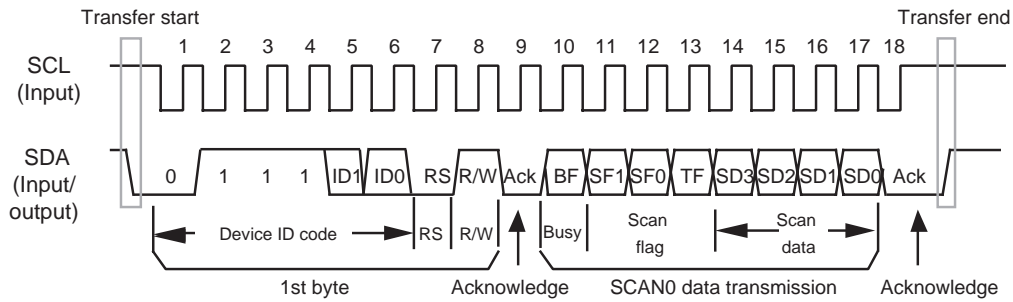 Transfer start Transfer end
SCL
(Input)
1 2 3 4 5 6 7 8 9 10 11 12 13 14 15 16 17 18
SDA
(Input/
output)
0 1 1 1 ID1 ID0 RS R/W Ack BF SF1 SF0 TF SD3 SD2 SD1 SD0 Ack
Device ID code RS R/W Busy Scan flag Scan data
1st byte Acknowledge SCAN0 data transmission Acknowledge